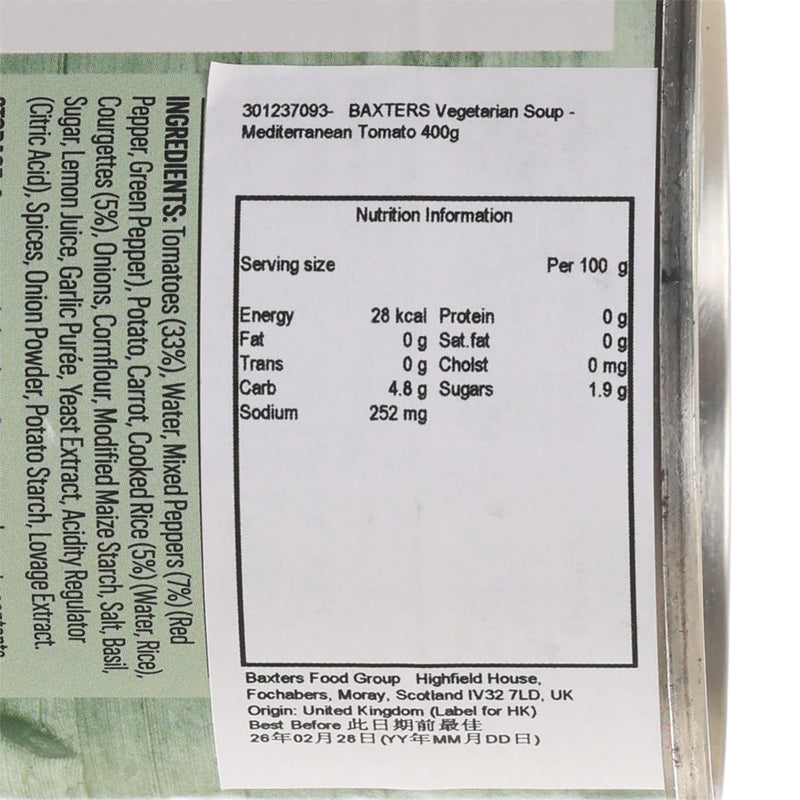 301237093- BAXTERS Vegetarian Soup -
Mediterranean Tomato 400g
Nutrition Information
Serving size Per 100 g
Energy 28 kcal Protein 0 g
Fat 0 g Sat.fat 0 g
Trans 0 g Cholst 0 mg
Carb 4.8 g Sugars 1.9 g
Sodium 252 mg
Baxters Food Group Highfield House,
Fochabers, Moray, Scotland IV32 7LD, UK
Origin: United Kingdom (Label for HK)
Best Before 此日期前最佳
26年02月28日(YY年MM月DD日)
INGREDIENTS: Tomatoes (33%), Water, Mixed Peppers (7%) (Red
Pepper, Green Pepper), Potato, Carrot, Cooked Rice (5%) (Water, Rice),
Courgettes (5%), Onions, Cornflour, Modified Maize Starch, Salt, Basil,
Sugar, Lemon Juice, Garlic Purée, Yeast Extract, Acidity Regulator
(Citric Acid), Spices, Onion Powder, Potato Starch, Lovage Extract.